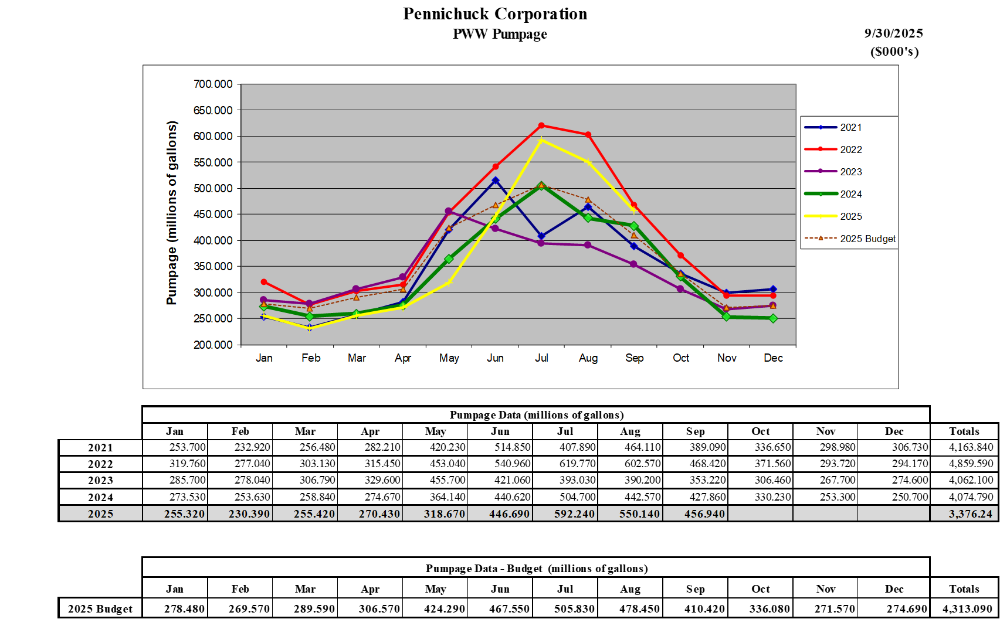 Pennichuck Corporation
PWW Pumpage
9/30/2025
($000's)
Pumpage (millions of gallons)
700.000
650.000
600.000
550.000
500.000
450.000
400.000
350.000
300.000
250.000
200.000
Jan Feb Mar Apr May Jun Jul Aug Sep Oct Nov Dec
2021
2022
2023
2024
2025
2025 Budget
Pumpage Data (millions of gallons)
Jan Feb Mar Apr May Jun Jul Aug Sep Oct Nov Dec Totals
2021 253.700 232.920 256.480 282.210 420.230 514.850 407.890 464.110 389.090 336.650 298.980 306.730 4,163.840
2022 319.760 277.040 303.130 315.450 453.040 540.960 619.770 602.570 468.420 371.560 293.720 294.170 4,859.590
2023 285.700 278.040 306.790 329.600 455.700 421.060 393.030 390.200 353.220 306.460 267.700 274.600 4,062.100
2024 273.530 253.630 258.840 274.670 364.140 440.620 504.700 442.570 427.860 330.230 253.300 250.700 4,074.790
2025 255.320 230.390 255.420 270.430 318.670 446.690 592.240 550.140 456.940 3,376.24
Pumpage Data - Budget (millions of gallons)
Jan Feb Mar Apr May Jun Jul Aug Sep Oct Nov Dec Totals
2025 Budget 278.480 269.570 289.590 306.570 424.290 467.550 505.830 478.450 410.420 336.080 271.570 274.690 4,313.090